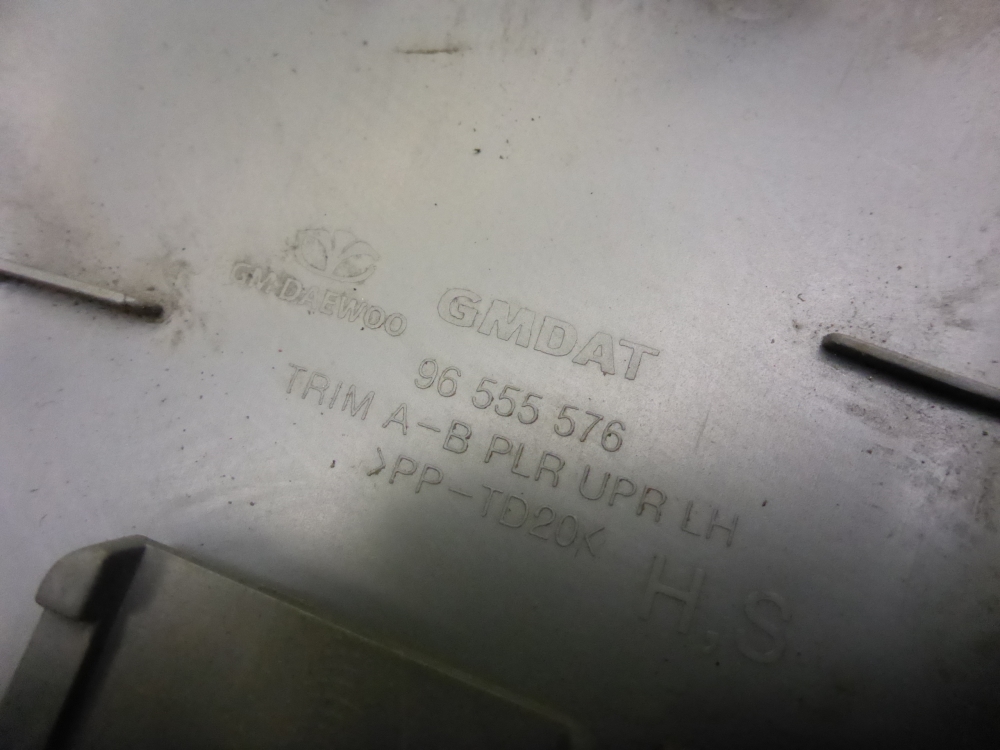 GM DAEWOO
GMDAT
96 555 576
TRIM A-B PLR UPR LH
>PP-TD20<
H.S